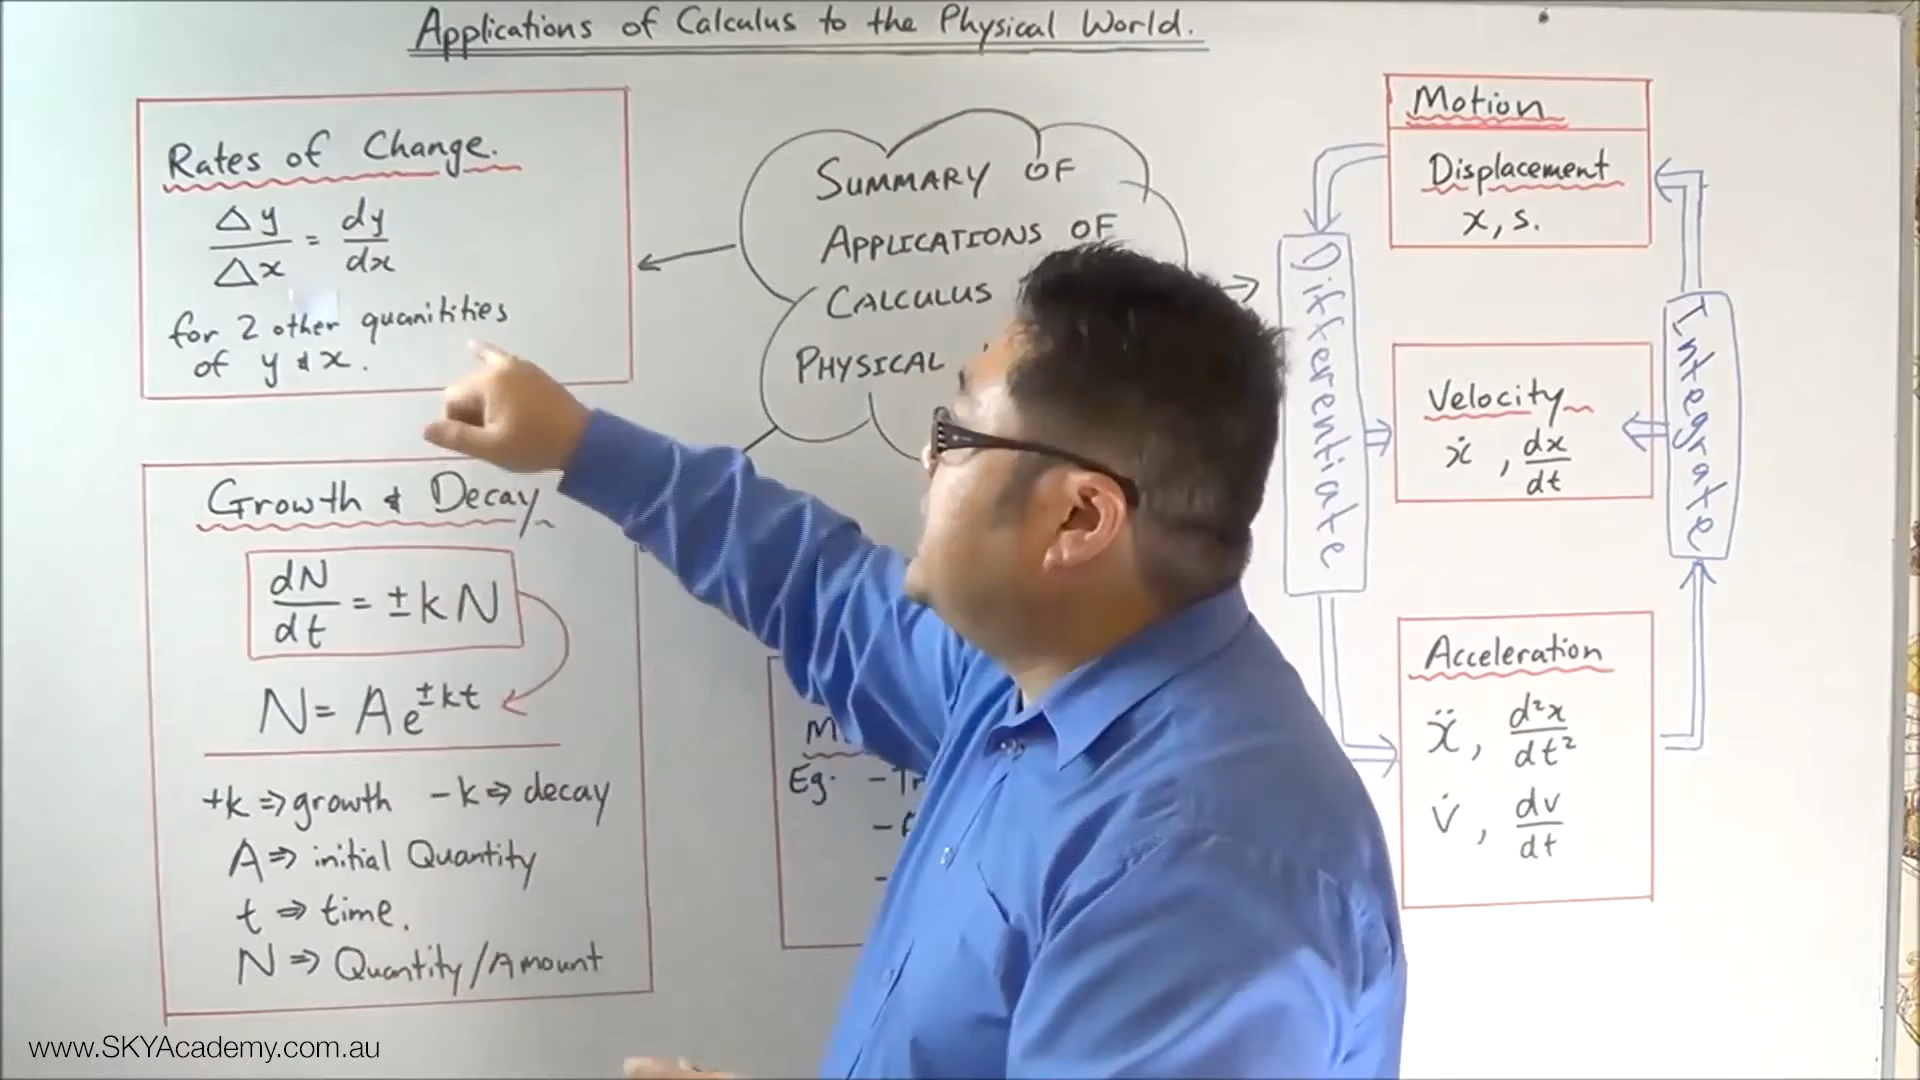 Applications of Calculus to the Physical World.
Rates of Change.
Δy/Δx = dy/dx
for 2 other quanitities
of y & x.
SUMMARY OF
APPLICATIONS OF
CALCULUS
PHYSICAL
Growth & Decay
dN/dt = ±kN
N = Ae^±kt
+k ⇒ growth -k ⇒ decay
A ⇒ initial Quantity
t ⇒ time.
N ⇒ Quantity/Amount
Eg.
Differentiate
Motion
Displacement
x, s.
Velocity
ẋ, dx/dt
Acceleration
ẍ, d²x/dt²
v̇, dv/dt
Integrate
www.SKYAcademy.com.au